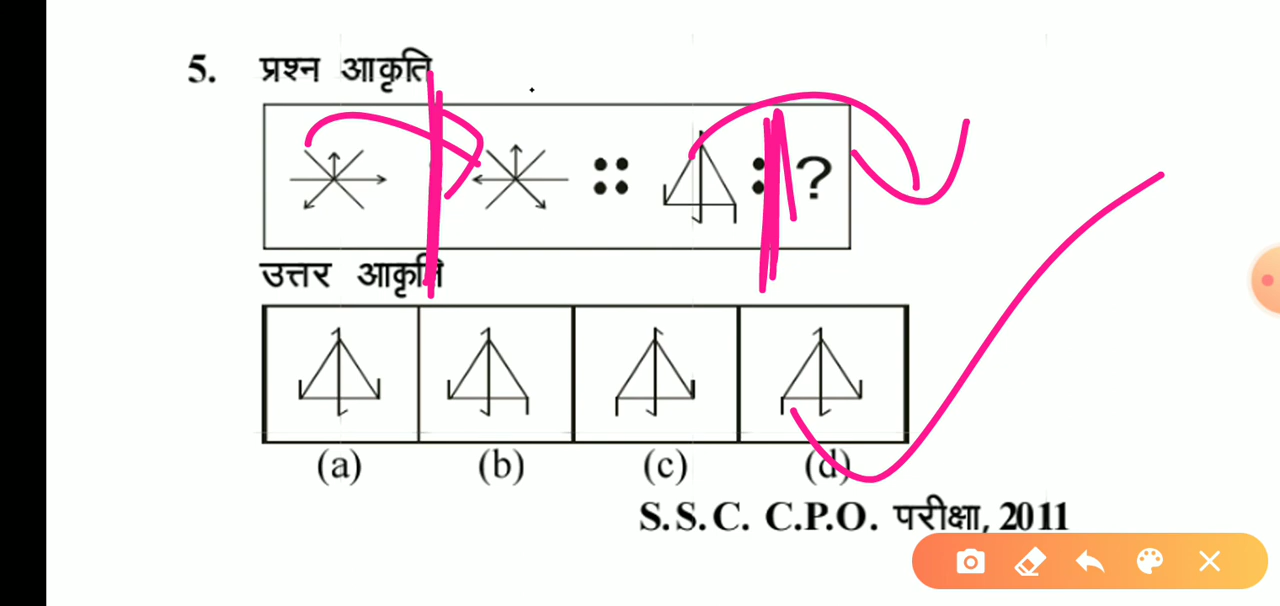 5. प्रश्न आकृति
?
उत्तर आकृति
(a) (b) (c) (d)
S.S.C. C.P.O. परीक्षा, 2011